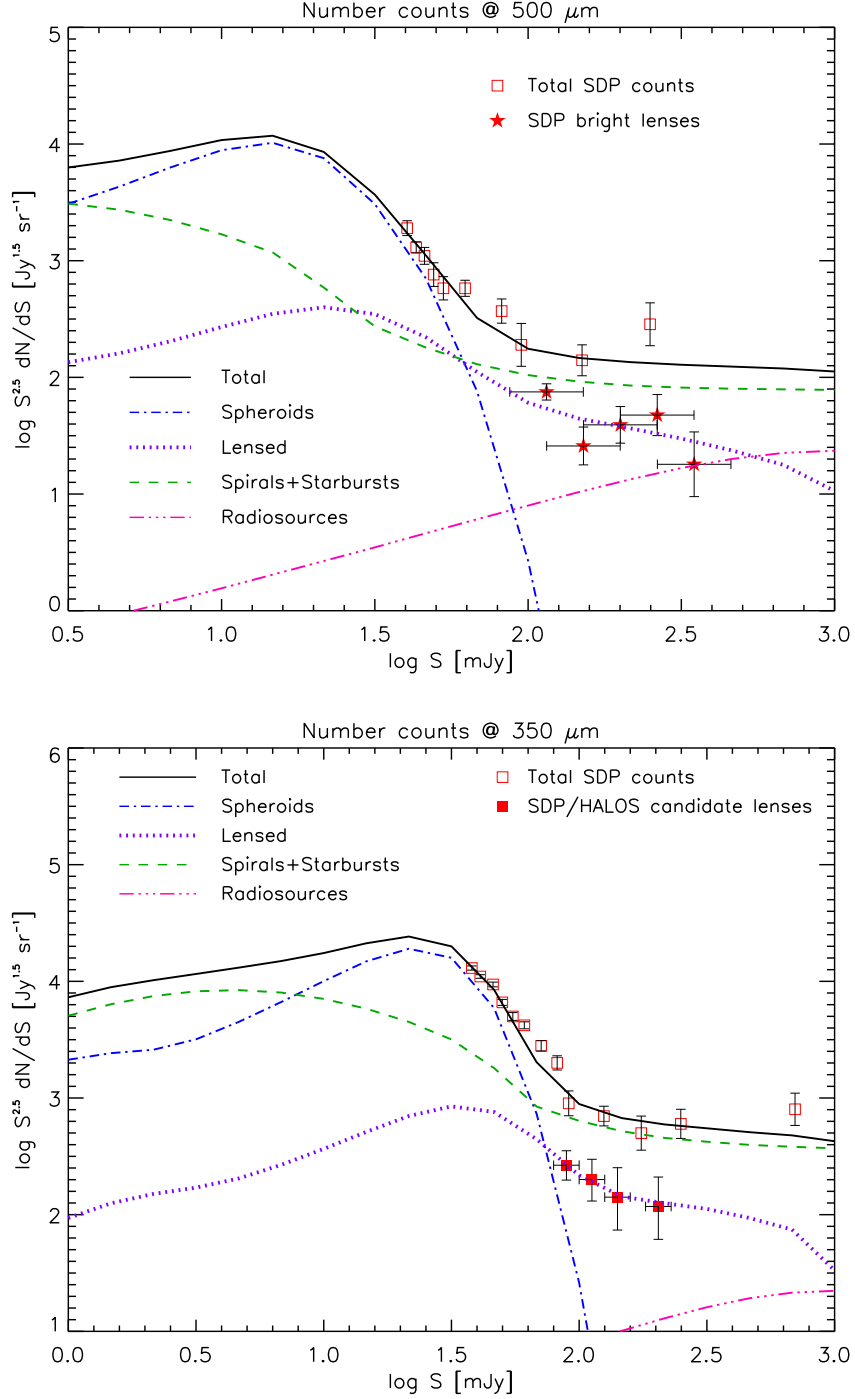 Number counts @ 500 μm
5
4
3
2
1
0
log S^2.5 dN/dS [Jy^1.5 sr^-1]
Total SDP counts
SDP bright lenses
Total
Spheroids
Lensed
Spirals+Starbursts
Radiosources
0.5 1.0 1.5 2.0 2.5 3.0
log S [mJy]
Number counts @ 350 μm
6
5
4
3
2
1
log S^2.5 dN/dS [Jy^1.5 sr^-1]
Total
Spheroids
Lensed
Spirals+Starbursts
Radiosources
Total SDP counts
SDP/HALOS candidate lenses
0.0 0.5 1.0 1.5 2.0 2.5 3.0
log S [mJy]